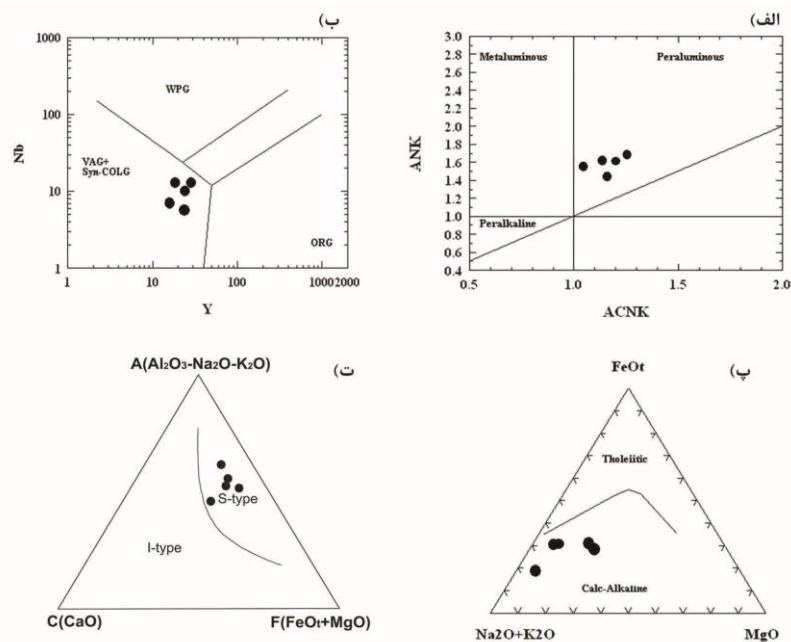 الف)
3.0
2.8
2.6
2.4
2.2
2.0
1.8
1.6
1.4
1.2
1.0
0.8
0.6
0.4
ANK
Metaluminous
Peraluminous
Peralkaline
0.5
1.0
1.5
2.0
ACNK
ب)
1000
100
10
1
Nb
WPG
VAG+
Syn-COLG
ORG
1
10
100
1000
2000
Y
پ)
FeOt
Tholeiitic
Calc-Alkaline
Na2O+K2O
MgO
ت)
A(Al₂O₃-Na₂O-K₂O)
S-type
I-type
C(CaO)
F(FeOt+MgO)